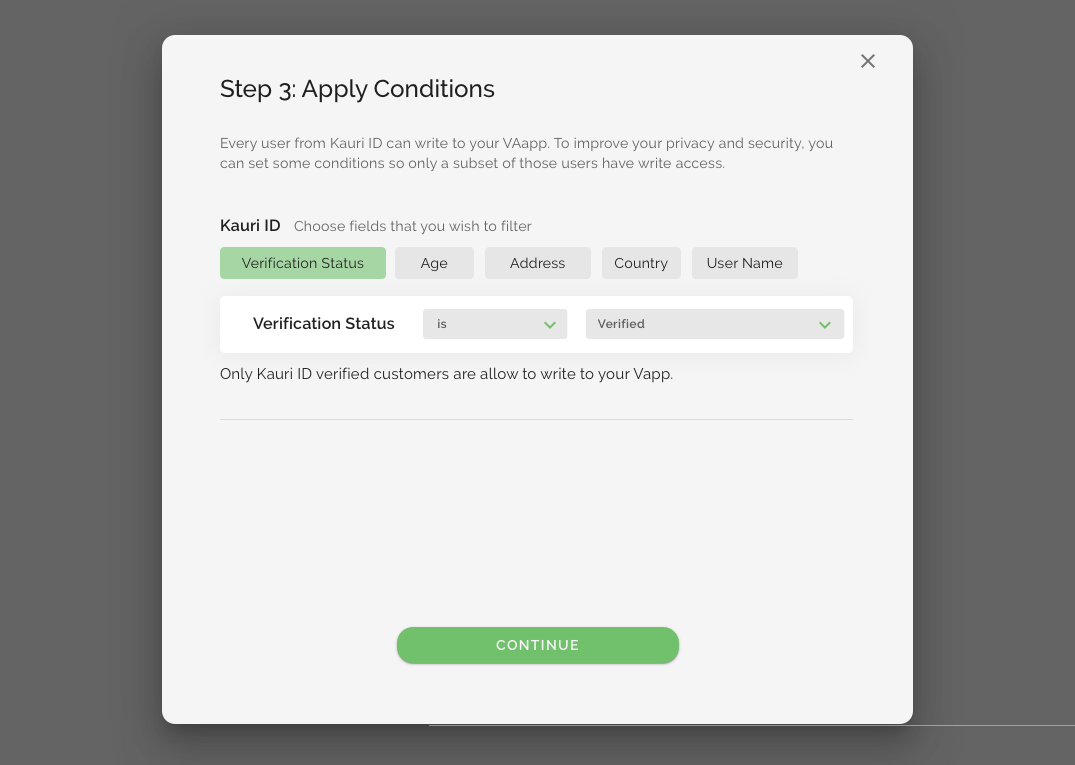 Step 3: Apply Conditions
Every user from Kauri ID can write to your VAapp. To improve your privacy and security, you
can set some conditions so only a subset of those users have write access.
Kauri ID Choose fields that you wish to filter
Verification Status Age Address Country User Name
Verification Status is Verified
Only Kauri ID verified customers are allow to write to your Vapp.
CONTINUE